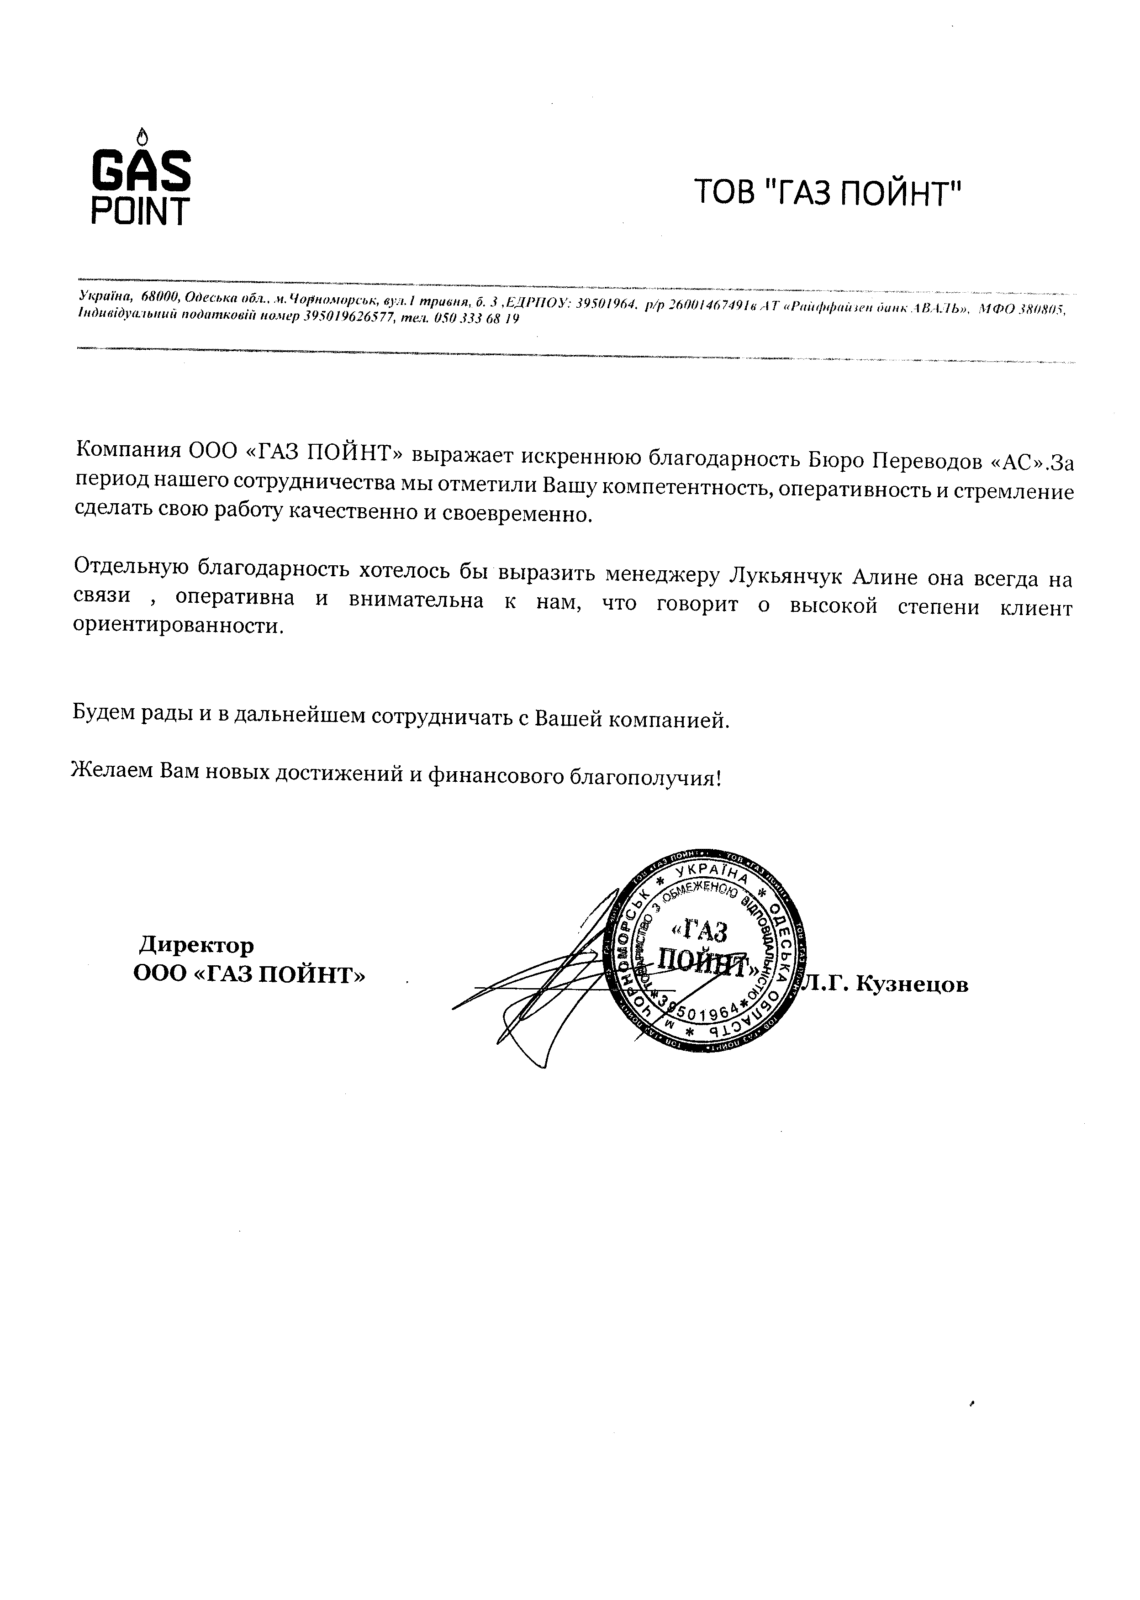 GAS
POINT
ТОВ "ГАЗ ПОЙНТ"
Україна, 68000, Одеська обл., м. Чорноморськ, вул. 1 травня, б. 3 ,ЕДРПОУ: 39501964. р/р 26001467491в АТ «Райффайзен банк АВАЛЬ», МФО 380805,
Індивідуальний податковій номер 395019626577, тел. 050 333 68 19
Компания ООО «ГАЗ ПОЙНТ» выражает искреннюю благодарность Бюро Переводов «АС».За
период нашего сотрудничества мы отметили Вашу компетентность, оперативность и стремление
сделать свою работу качественно и своевременно.
Отдельную благодарность хотелось бы выразить менеджеру Лукьянчук Алине она всегда на
связи , оперативна и внимательна к нам, что говорит о высокой степени клиент
ориентированности.
Будем рады и в дальнейшем сотрудничать с Вашей компанией.
Желаем Вам новых достижений и финансового благополучия!
Директор
ООО «ГАЗ ПОЙНТ»
Л.Г. Кузнецов
УКРАЇНА * ОДЕСЬКА ОБЛАСТЬ * м ЧОРНОМОРСЬК *
ТОВАРИСТВО З ОБМЕЖЕНОЮ ВІДПОВІДАЛЬНІСТЮ
*39501964*
«ГАЗ
ПОЙНТ»
ТОВ «ГАЗ ПОЙНТ»